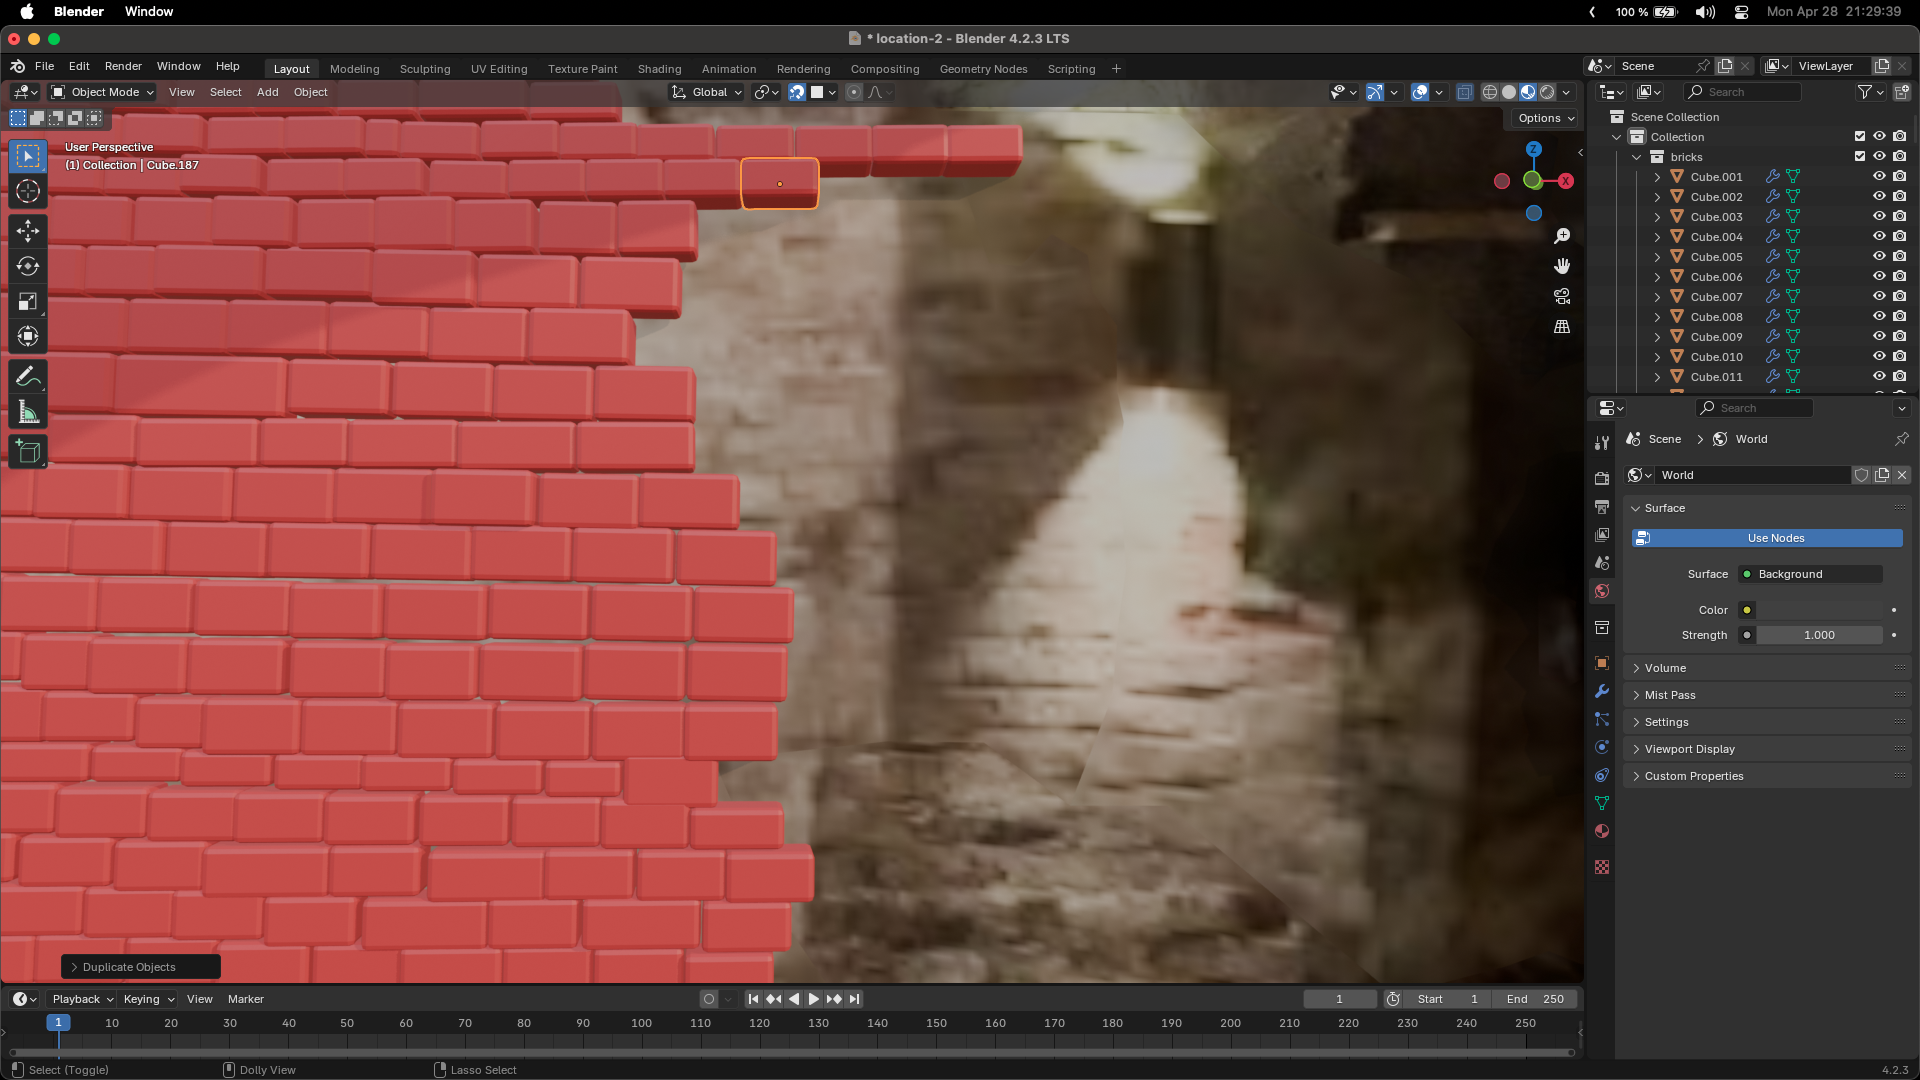 Blender Window 100 % Mon Apr 28 21:29:39
* location-2 - Blender 4.2.3 LTS
File Edit Render Window Help Layout Modeling Sculpting UV Editing Texture Paint Shading Animation Rendering Compositing Geometry Nodes Scripting + Scene ViewLayer
Object Mode View Select Add Object Global Search
Options
User Perspective
(1) Collection | Cube.187
Z
X
Scene Collection
Collection
bricks
Cube.001
Cube.002
Cube.003
Cube.004
Cube.005
Cube.006
Cube.007
Cube.008
Cube.009
Cube.010
Cube.011
Search
Scene > World
World
Surface
Use Nodes
Surface Background
Color
Strength 1.000
Volume
Mist Pass
Settings
Viewport Display
Custom Properties
Duplicate Objects
Playback Keying View Marker 1 Start 1 End 250
1 10 20 30 40 50 60 70 80 90 100 110 120 130 140 150 160 170 180 190 200 210 220 230 240 250
Select (Toggle) Dolly View Lasso Select 4.2.3